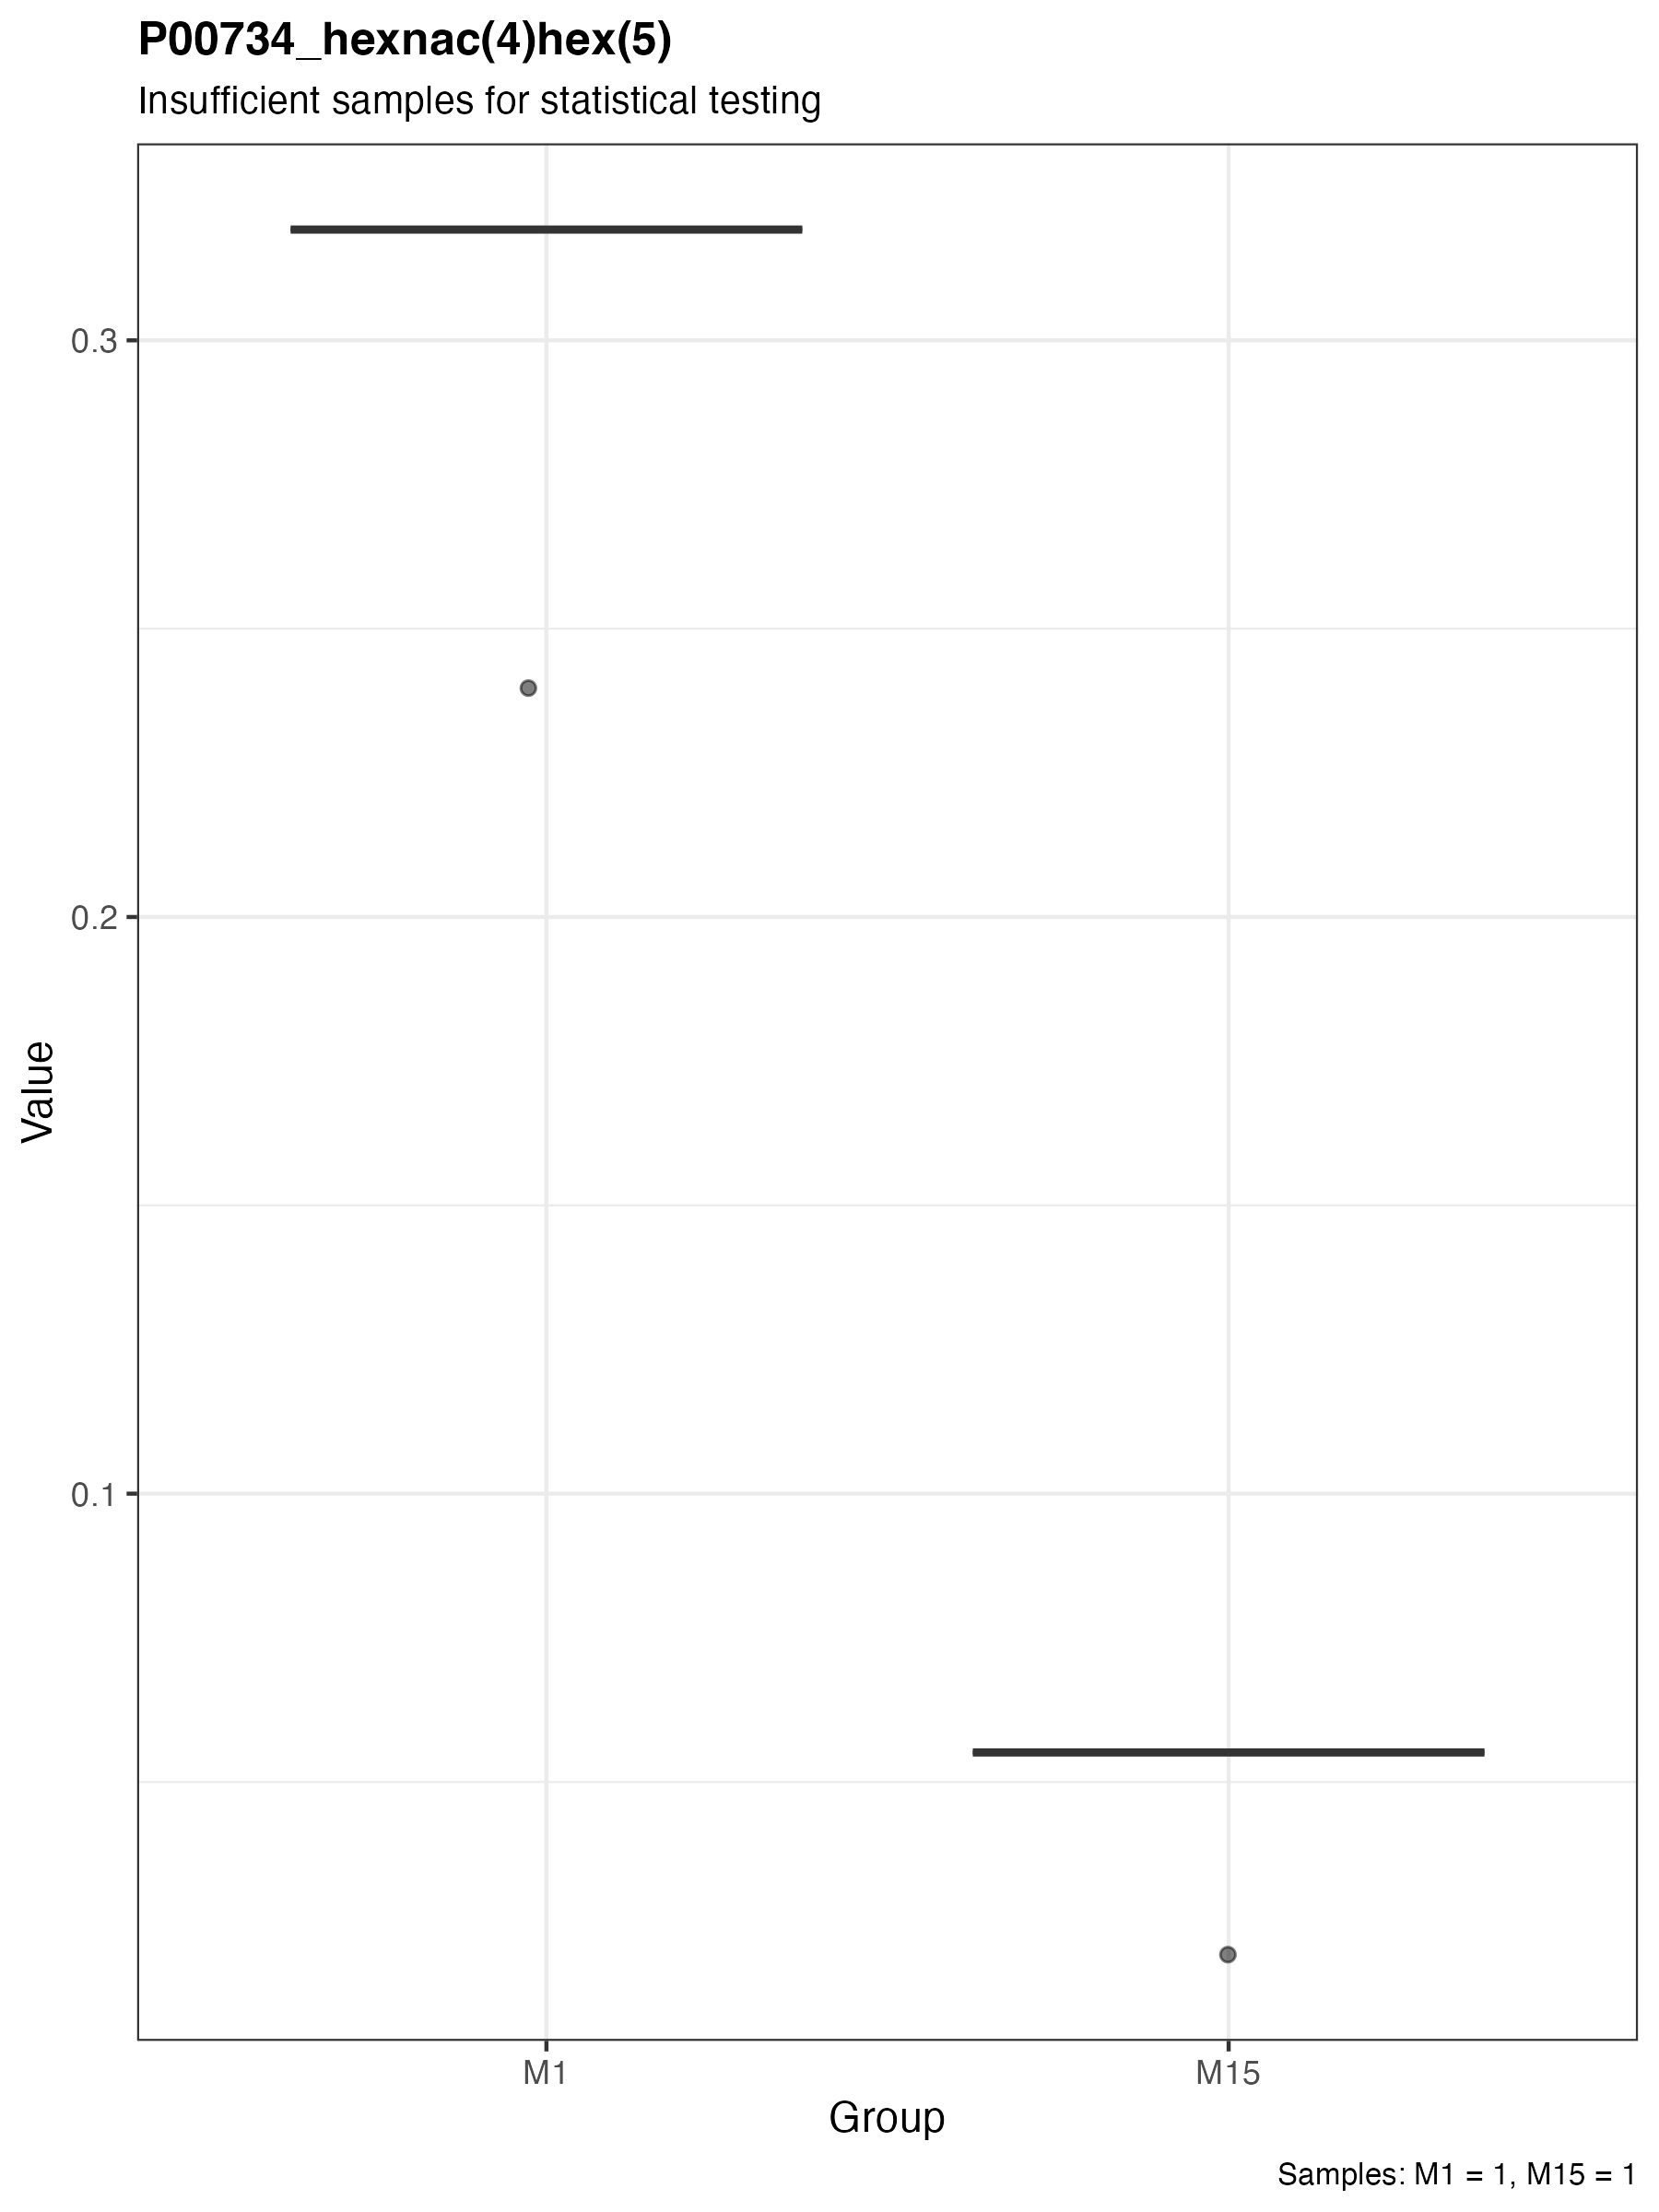 P00734_hexnac(4)hex(5)
Insufficient samples for statistical testing
0.3
0.2
0.1
Value
M1
M15
Group
Samples: M1 = 1, M15 = 1